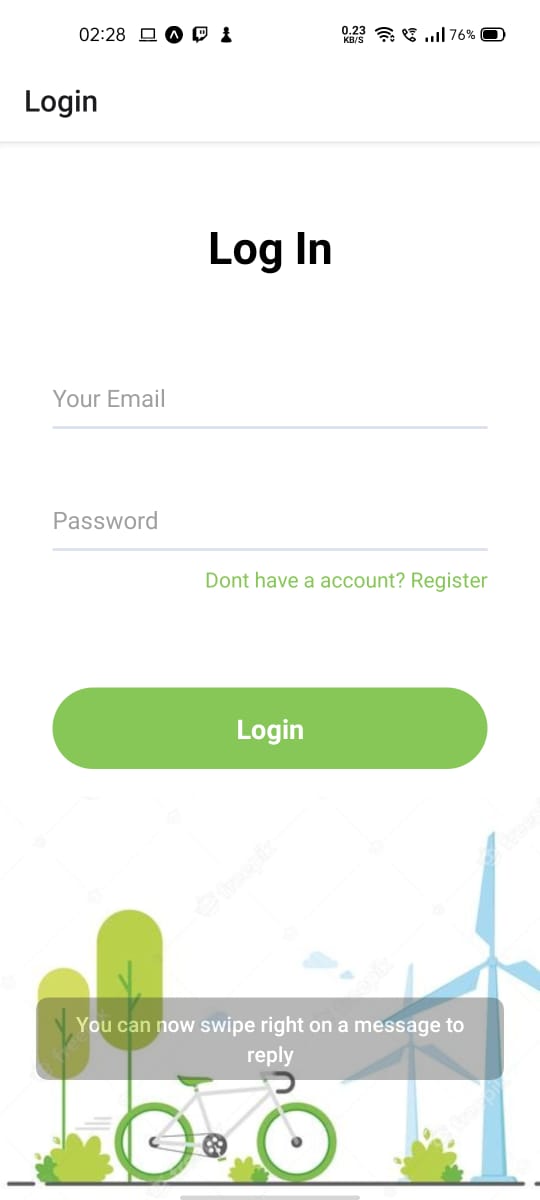 02:28
0.23
KB/S
76%
Login
Log In
Your Email
Password
Dont have a account? Register
Login
You can now swipe right on a message to
reply
freepik